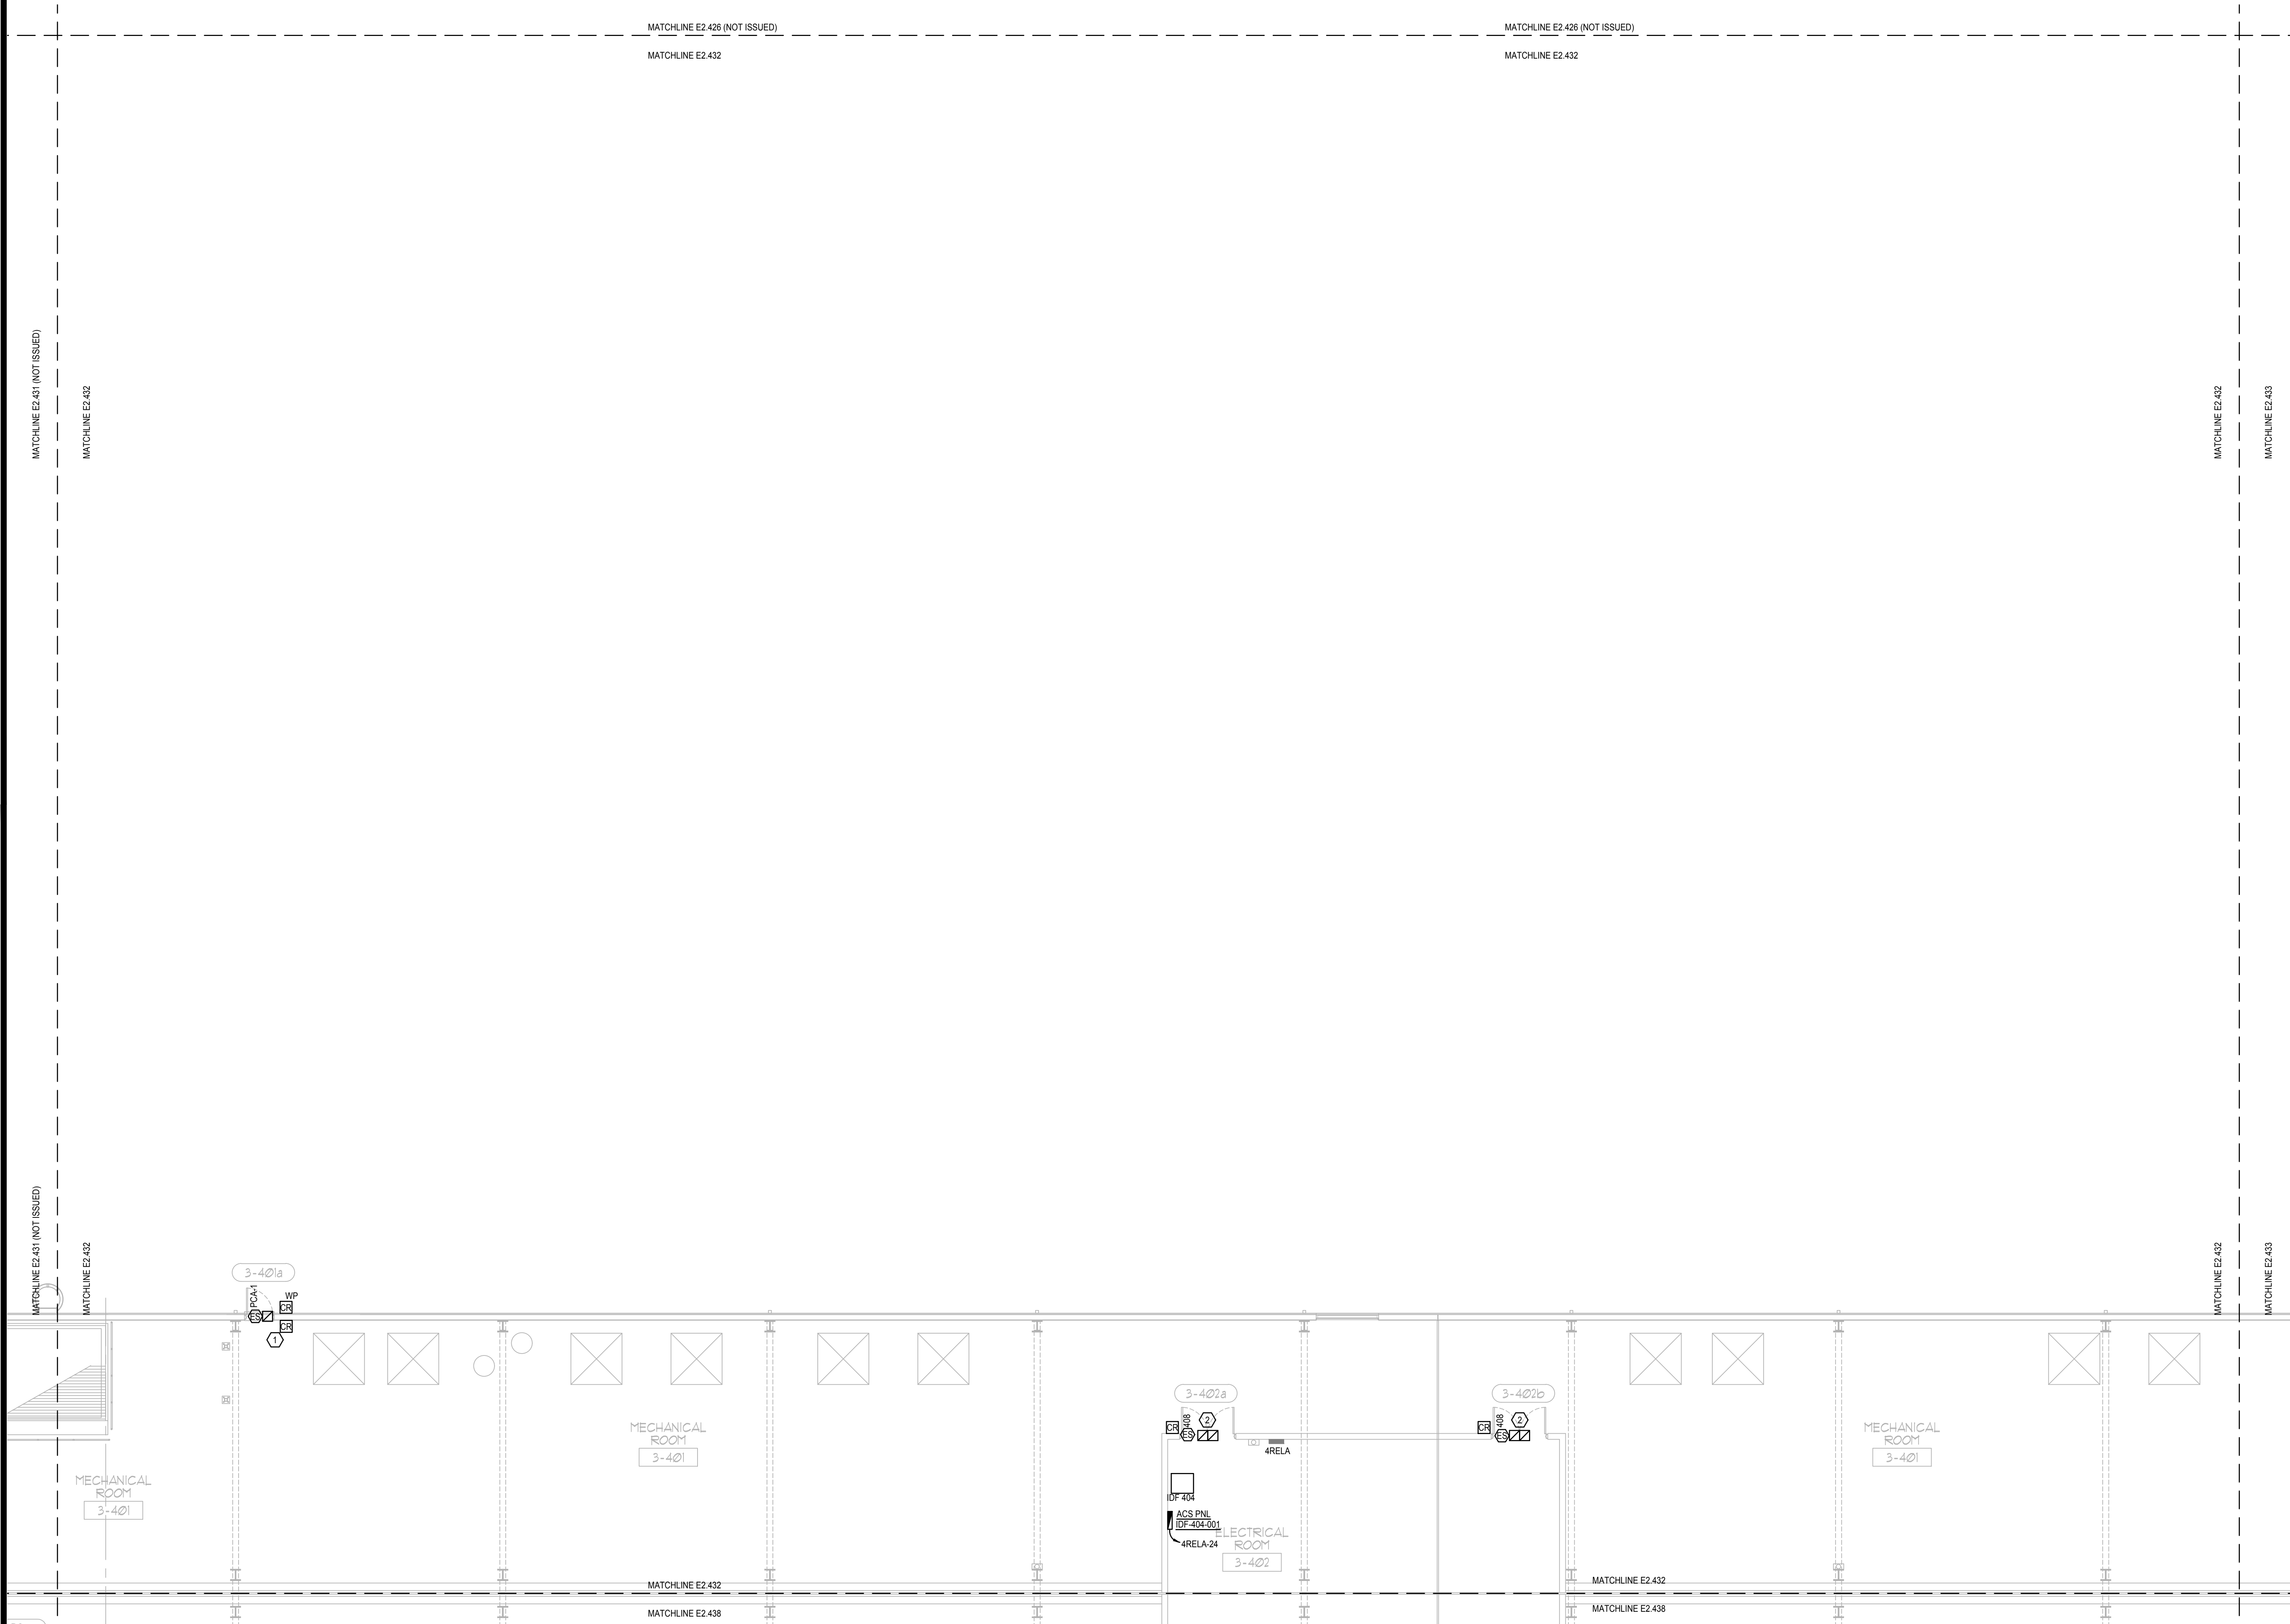 MATCHLINE E2.426 (NOT ISSUED)
MATCHLINE E2.426 (NOT ISSUED)
MATCHLINE E2.432
MATCHLINE E2.432
MATCHLINE E2.431 (NOT ISSUED)
MATCHLINE E2.432
MATCHLINE E2.432
MATCHLINE E2.433
MATCHLINE E2.431 (NOT ISSUED)
MATCHLINE E2.432
MATCHLINE E2.432
MATCHLINE E2.433
3-401a
PCA-1
WP
CR
ES
CR
1
3-402a
3-402b
CR
408
2
ES
CR
408
2
ES
4RELA
MECHANICAL
ROOM
3-401
MECHANICAL
ROOM
3-401
MECHANICAL
ROOM
3-401
IDF 404
ACS PNL
IDF-404-001
4RELA-24
ELECTRICAL
ROOM
3-402
MATCHLINE E2.432
MATCHLINE E2.432
MATCHLINE E2.438
MATCHLINE E2.438